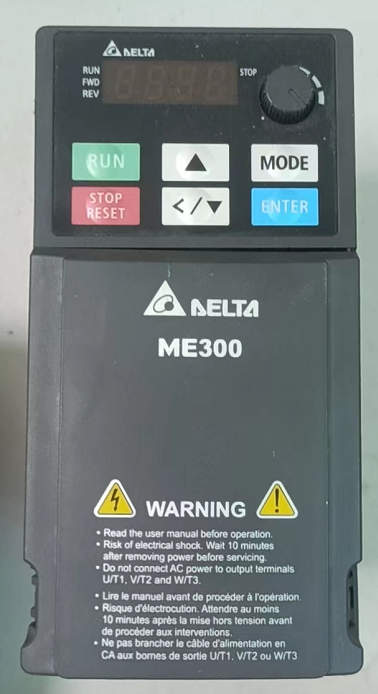 DELTA
RUN
FWD
REV
STOP
RUN
▲
MODE
STOP
RESET
</▼
ENTER
DELTA
ME300
WARNING
• Read the user manual before operation.
• Risk of electrical shock. Wait 10 minutes
after removing power before servicing.
• Do not connect AC power to output terminals
U/T1, V/T2 and W/T3.
• Lire le manuel avant de procéder à l'opération.
• Risque d'électrocution. Attendre au moins
10 minutes après la mise hors tension avant
de procéder aux interventions.
• Ne pas brancher le câble d'alimentation en
CA aux bornes de sortie U/T1, V/T2 ou W/T3